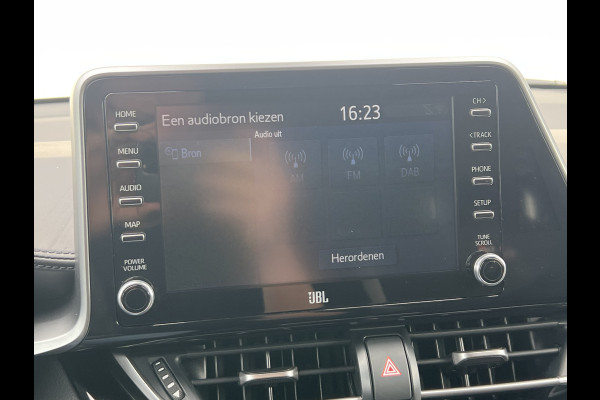 HOME
MENU
AUDIO
MAP
POWER
VOLUME
Een audiobron kiezen
16:23
Audio uit
Bron
AM
FM
DAB
Herordenen
JBL
CH >
< TRACK
PHONE
SETUP
TUNE
SCROLL